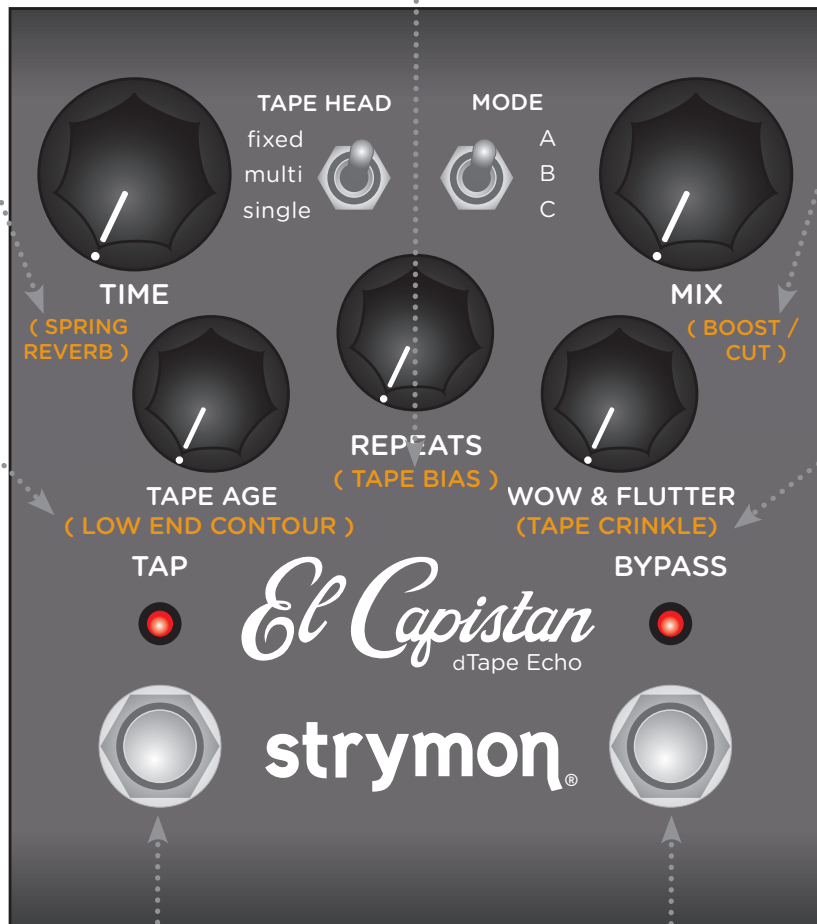 TAPE HEAD
fixed
multi
single
MODE
A
B
C
TIME
( SPRING
REVERB )
MIX
( BOOST /
CUT )
REPEATS
( TAPE BIAS )
TAPE AGE
( LOW END CONTOUR )
WOW & FLUTTER
(TAPE CRINKLE)
TAP
BYPASS
El Capistan
dTape Echo
strymon®